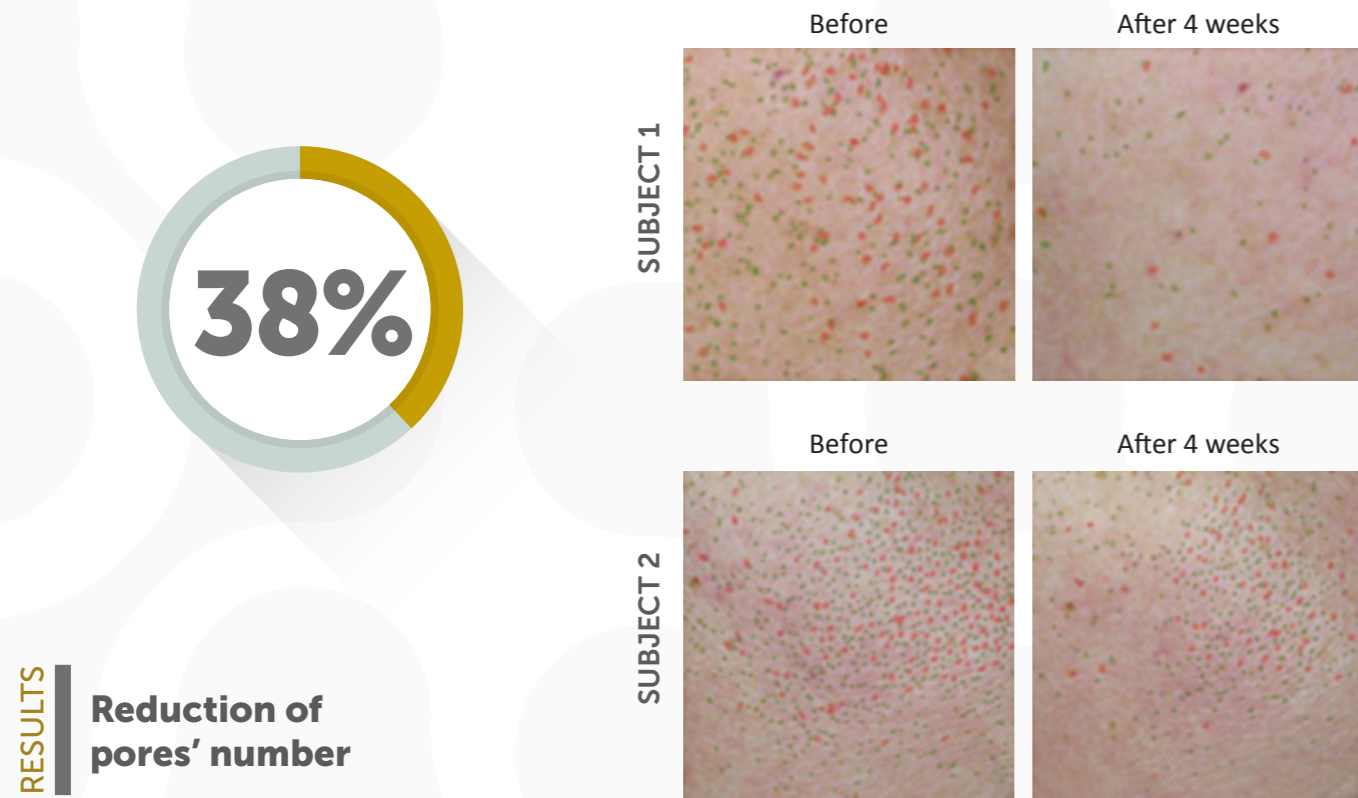 38%
RESULTS
Reduction of
pores’ number
Before
After 4 weeks
SUBJECT 1
Before
After 4 weeks
SUBJECT 2